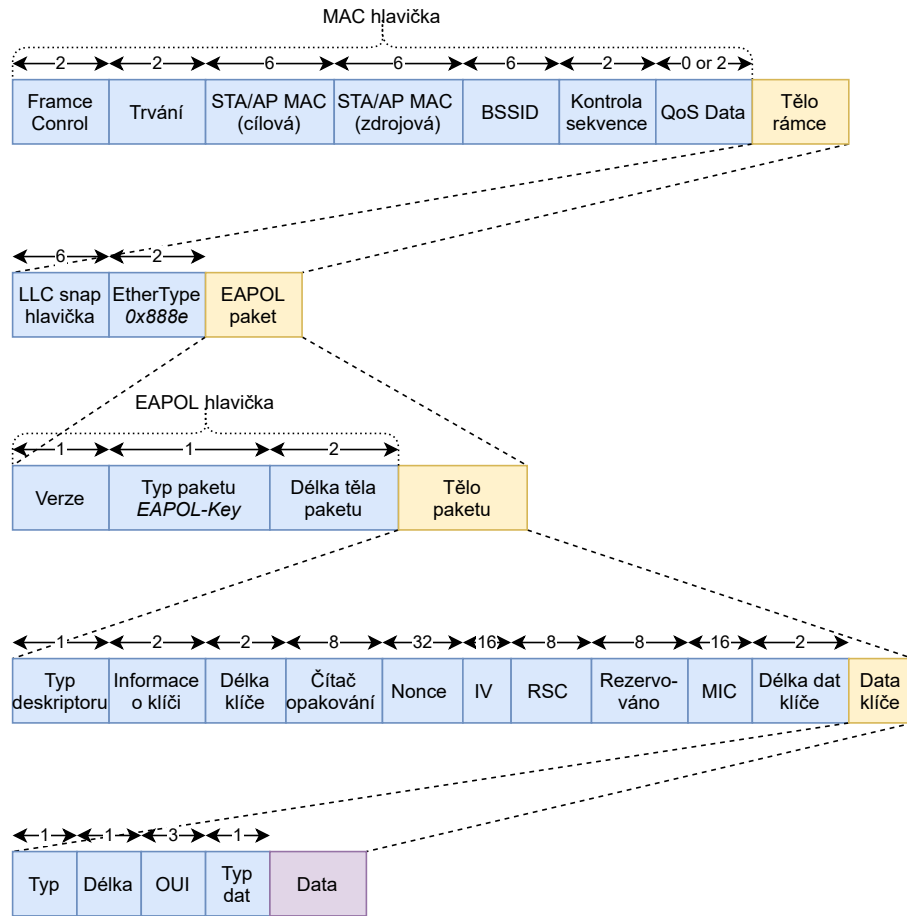 MAC hlavička
2 2 6 6 6 2 0 or 2
Framce
Conrol
Trvání
STA/AP MAC
(cílová)
STA/AP MAC
(zdrojová)
BSSID
Kontrola
sekvence
QoS Data
Tělo
rámce
6 2
LLC snap
hlavička
EtherType
0x888e
EAPOL
paket
EAPOL hlavička
1 1 2
Verze
Typ paketu
EAPOL-Key
Délka těla
paketu
Tělo
paketu
1 2 2 8 32 16 8 8 16 2
Typ
deskriptoru
Informace
o klíči
Délka
klíče
Čítač
opakování
Nonce
IV
RSC
Rezervo-
váno
MIC
Délka dat
klíče
Data
klíče
1 1 3 1
Typ
Délka
OUI
Typ
dat
Data